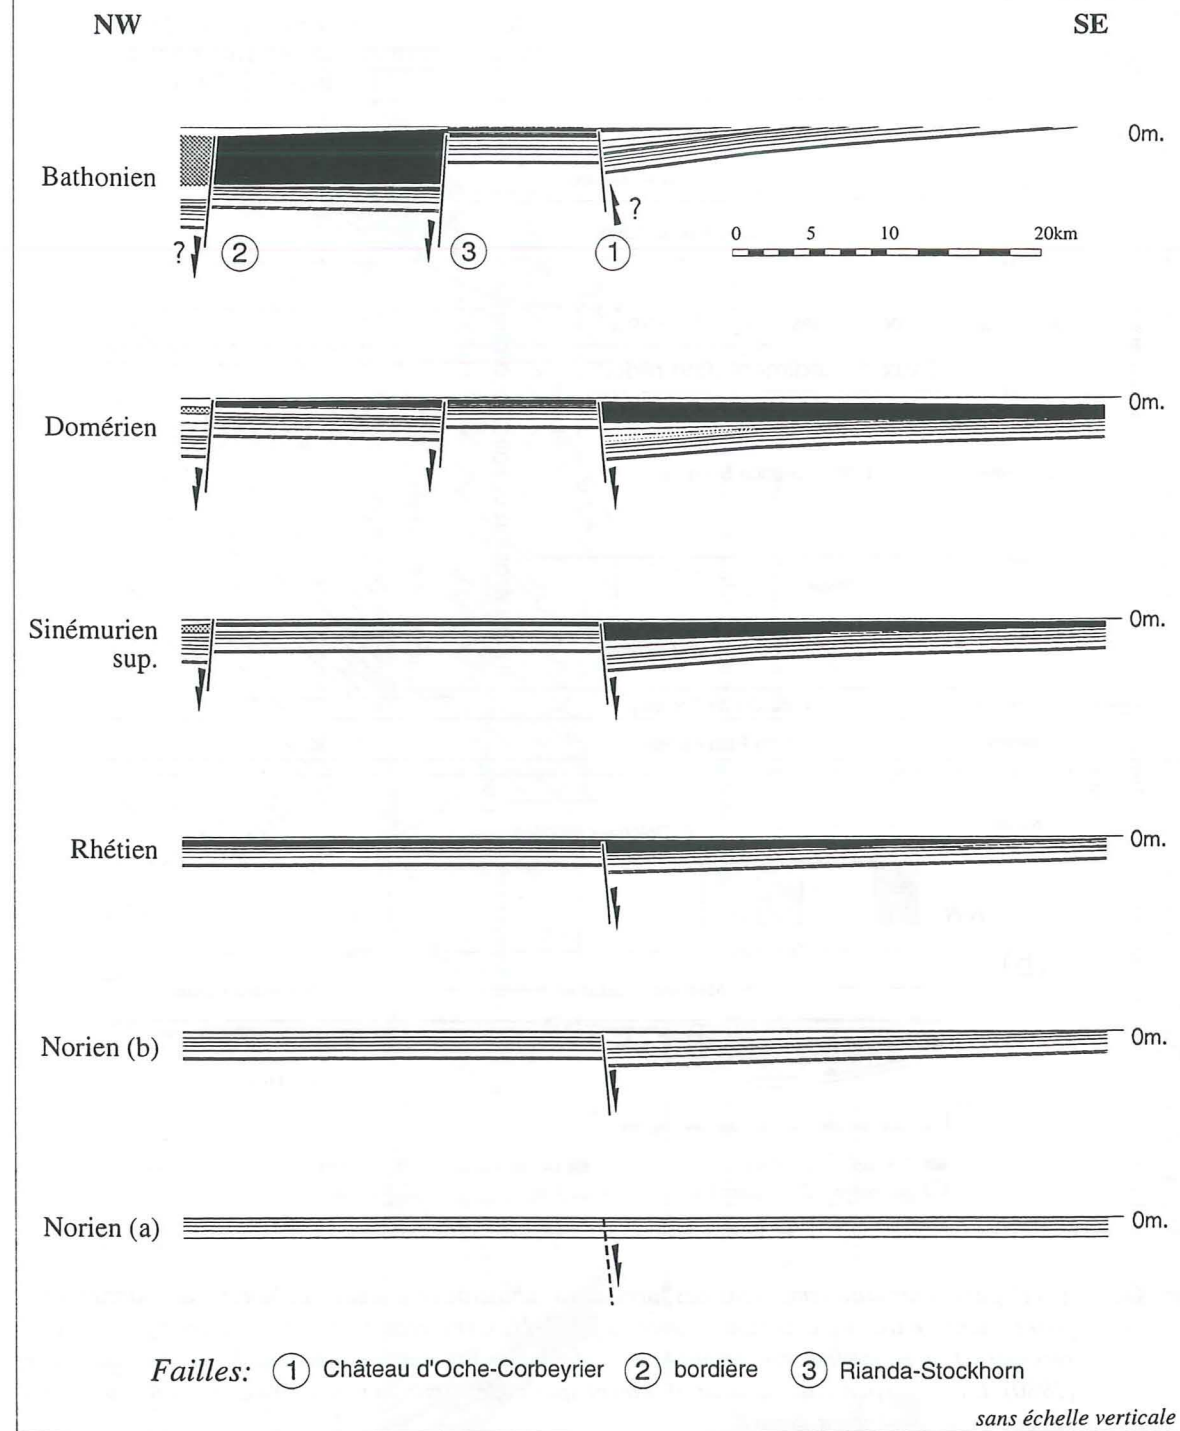 NW SE
0m.
Bathonien
?
? ② ③ ① 0 5 10 20km
0m.
Domérien
0m.
Sinémurien
sup.
0m.
Rhétien
0m.
Norien (b)
0m.
Norien (a)
Failles: ① Château d'Oche-Corbeyrier ② bordière ③ Rianda-Stockhorn
sans échelle verticale